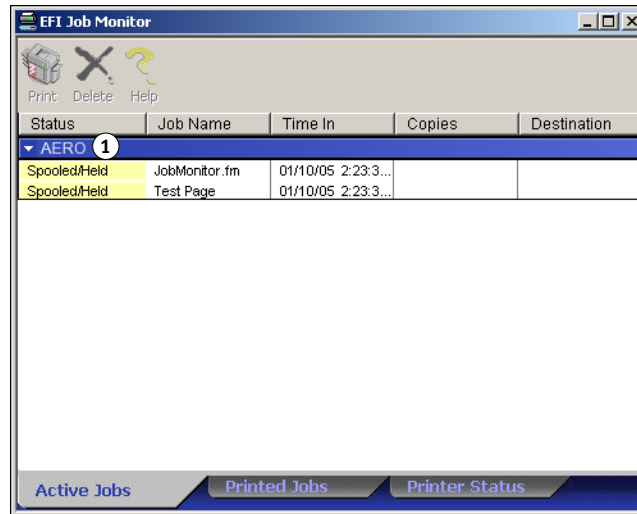 EFI Job Monitor
Print Delete Help
Status Job Name Time In Copies Destination
AERO 1
Spooled/Held JobMonitor.fm 01/10/05 2:23:3...
Spooled/Held Test Page 01/10/05 2:23:3...
Active Jobs Printed Jobs Printer Status